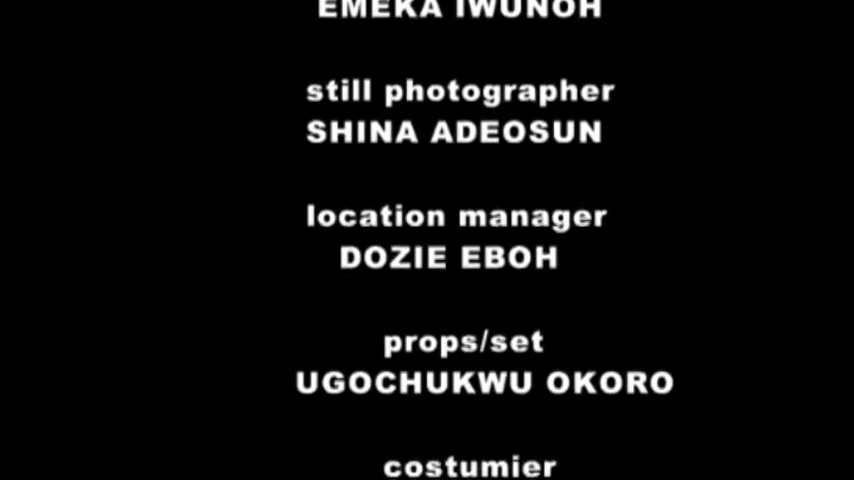 EMEKA IWUNOH
still photographer
SHINA ADEOSUN
location manager
DOZIE EBOH
props/set
UGOCHUKWU OKORO
costumier